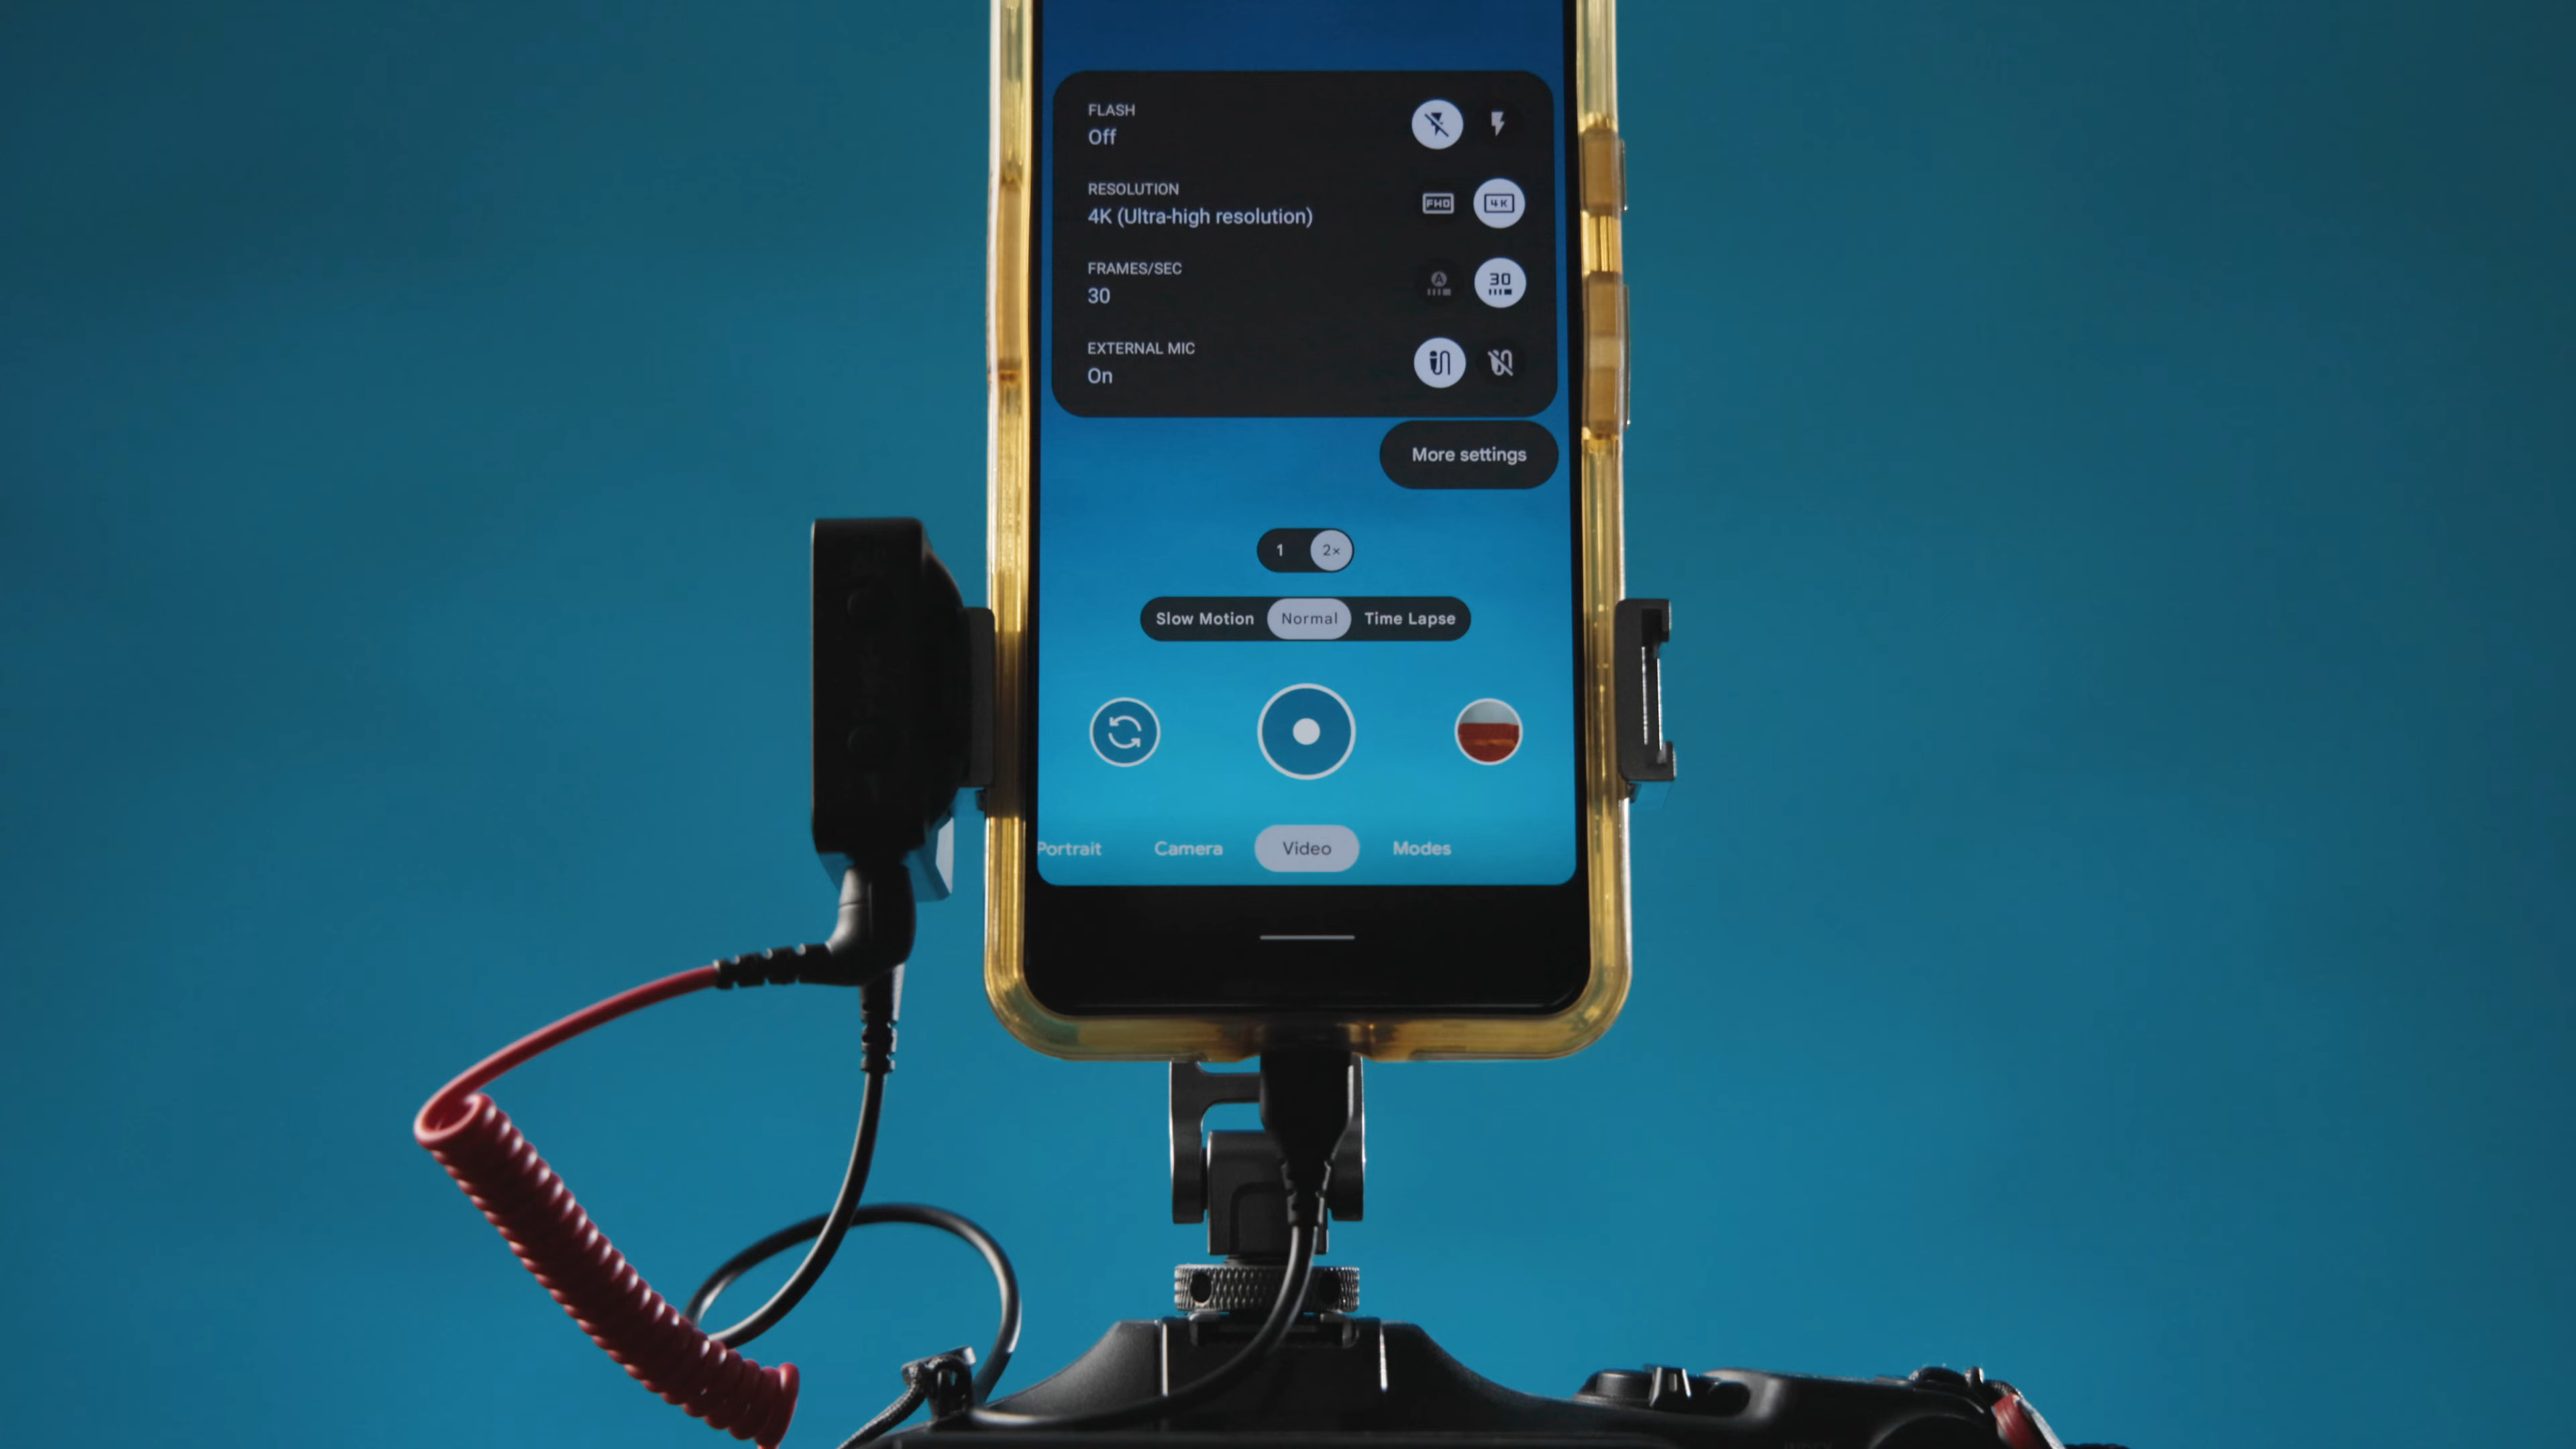 FLASH
Off
RESOLUTION
4K (Ultra-high resolution)
FHD 4K
FRAMES/SEC
30
A 30
EXTERNAL MIC
On
More settings
1 2×
Slow Motion Normal Time Lapse
Portrait Camera Video Modes